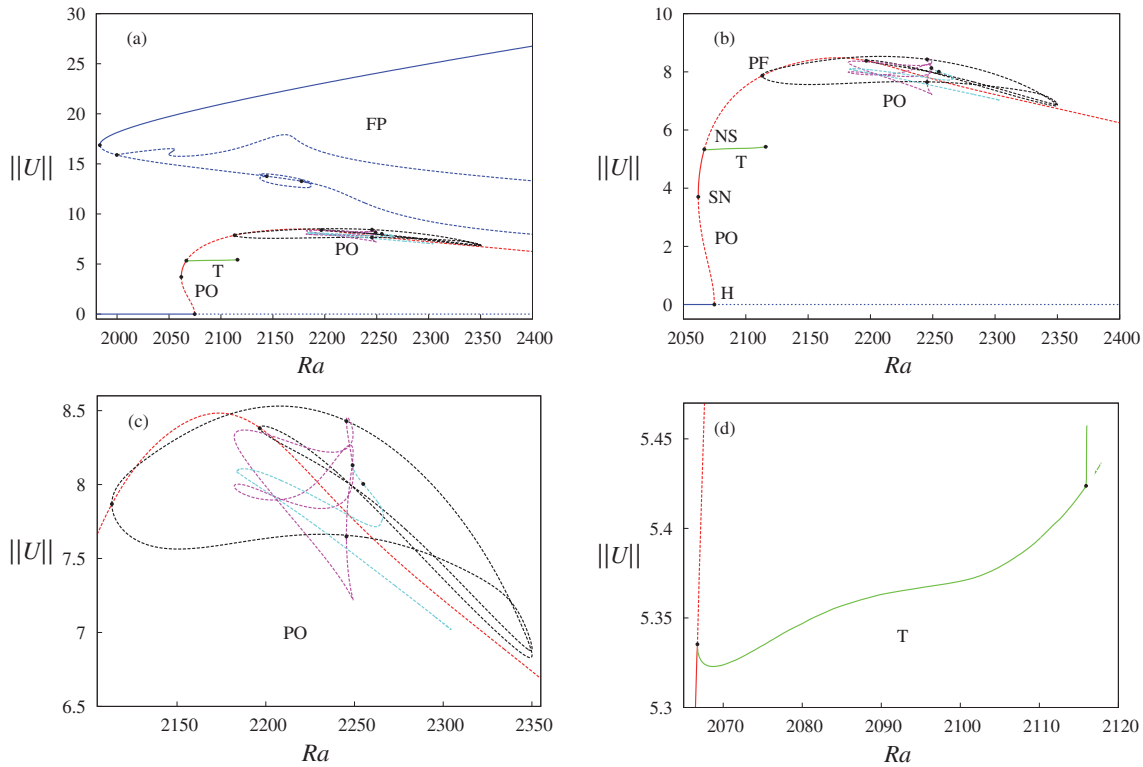 (a)
30
25
20
15
10
5
0
||U||
FP
PO
T
PO
2000 2050 2100 2150 2200 2250 2300 2350 2400
Ra
(b)
10
8
6
4
2
0
||U||
PF
PO
NS
T
SN
PO
H
2050 2100 2150 2200 2250 2300 2350 2400
Ra
(c)
8.5
8
7.5
7
6.5
||U||
PO
2150 2200 2250 2300 2350
Ra
(d)
5.45
5.4
5.35
5.3
||U||
T
2070 2080 2090 2100 2110 2120
Ra